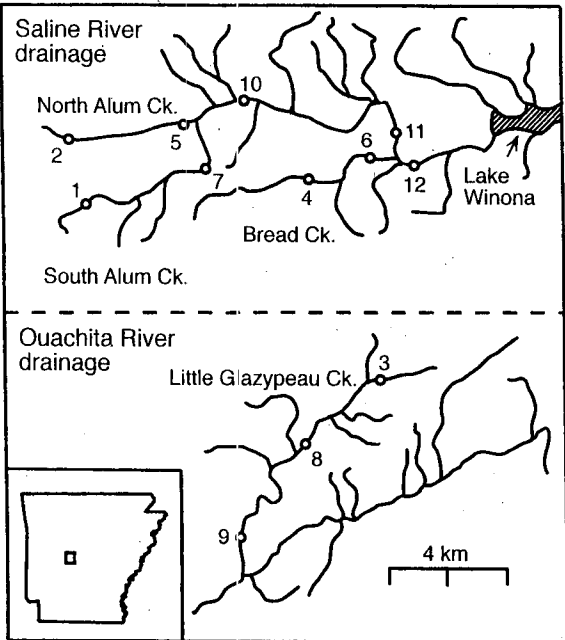 Saline River
drainage
10
North Alum Ck.
2
5
11
6
1
7
4
12
Lake
Winona
Bread Ck.
South Alum Ck.
Ouachita River
drainage
Little Glazypeau Ck.
3
8
9
4 km